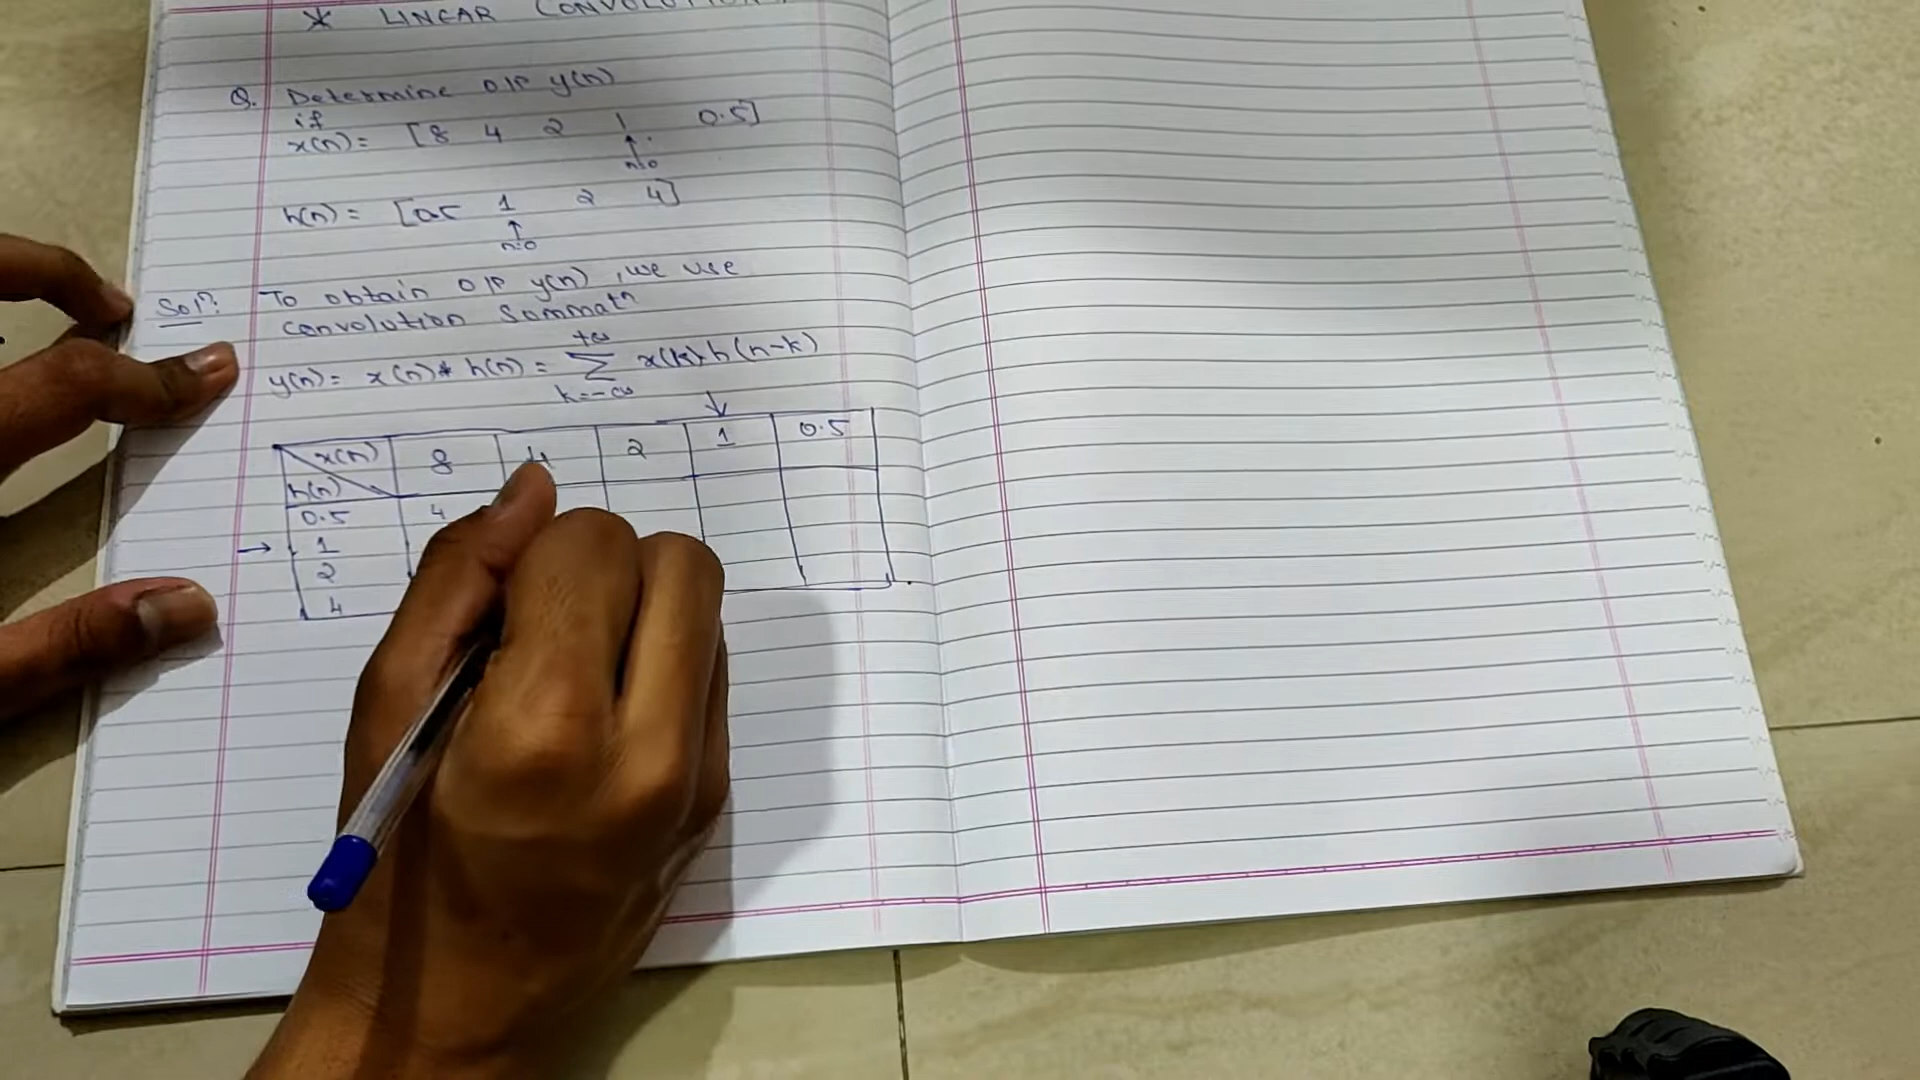 * LINEAR CONVOLUTION
Q. Determine O/P y(n)
if
x(n) = [8 4 2 1 0.5]
↑
n=0
h(n) = [0.5 1 2 4]
↑
n=0
Solⁿ: To obtain O/P y(n), we use
convolution Summatⁿ
y(n) = x(n) * h(n) = +∞ Σ k=-∞ x(k) h(n-k)
↓
x(n) 8 4 2 1 0.5
h(n)
0.5 4
→ 1
2
4